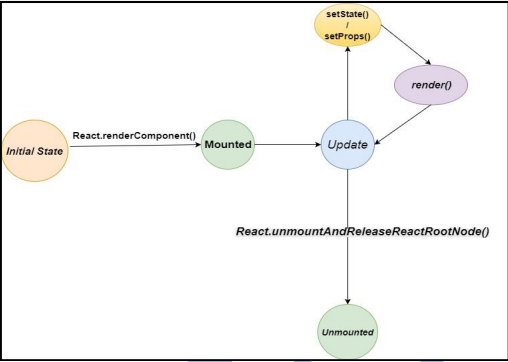 setState()
/
setProps()
render()
React.renderComponent()
Initial State
Mounted
Update
React.unmountAndReleaseReactRootNode()
Unmounted